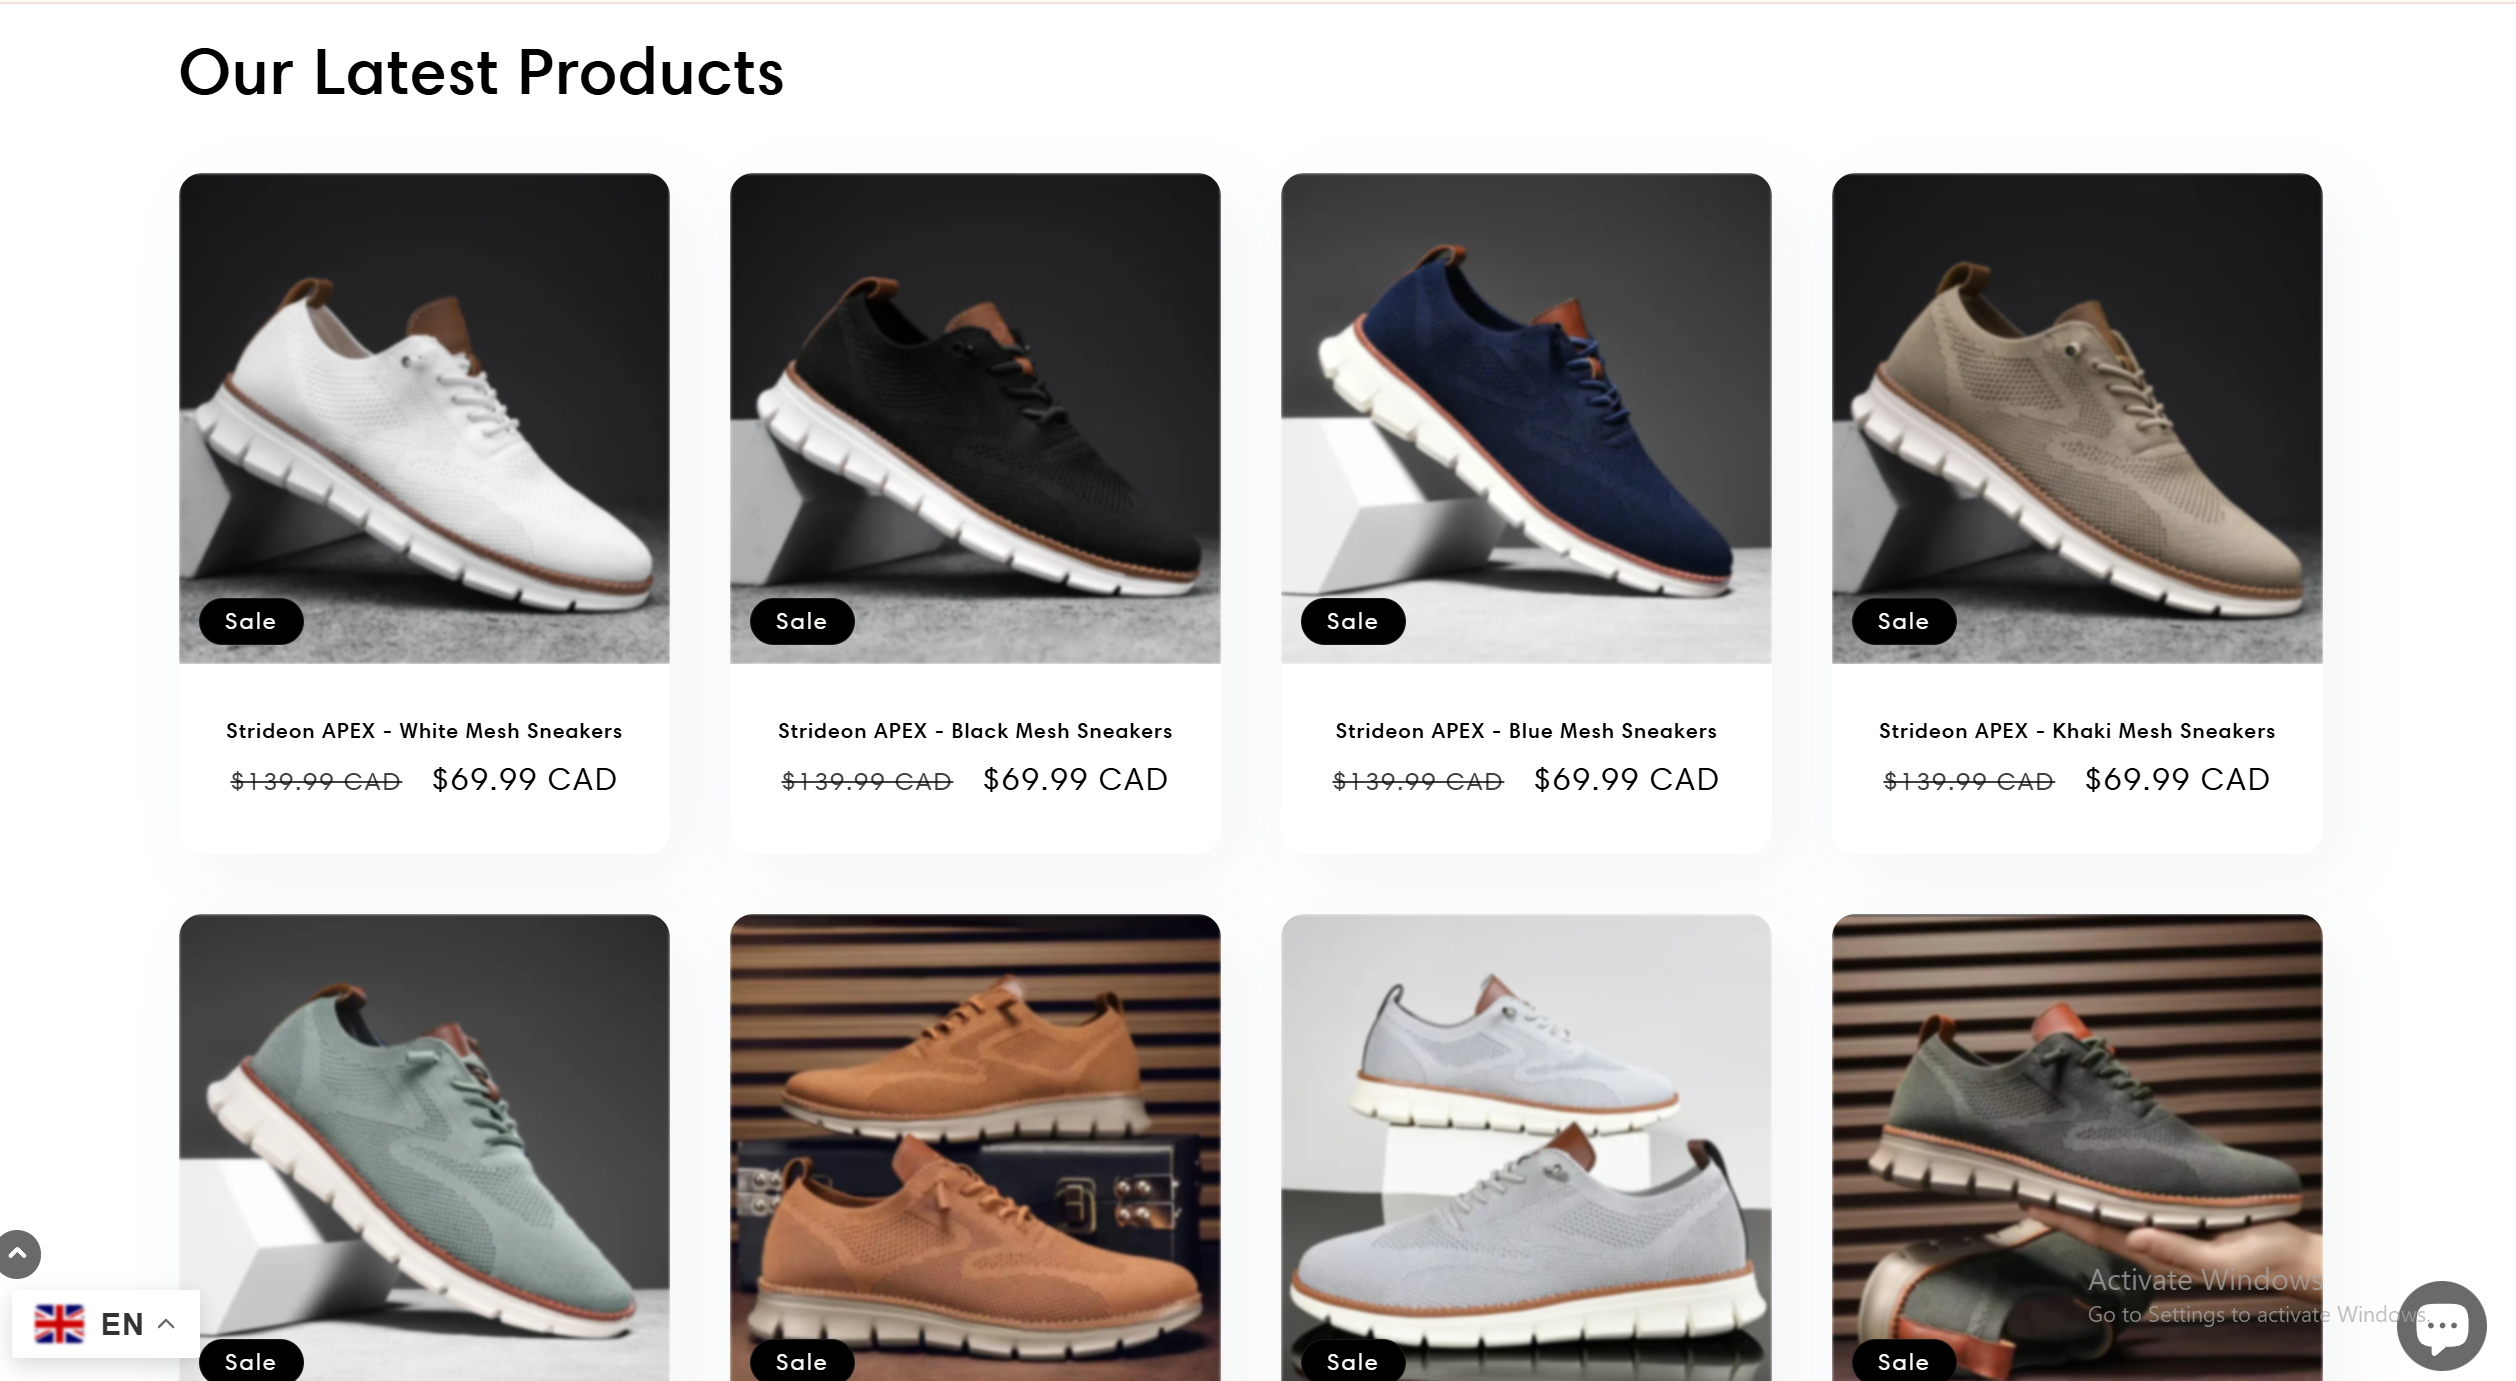 Our Latest Products
Sale
Sale
Sale
Sale
Strideon APEX - White Mesh Sneakers
$139.99 CAD $69.99 CAD
Strideon APEX - Black Mesh Sneakers
$139.99 CAD $69.99 CAD
Strideon APEX - Blue Mesh Sneakers
$139.99 CAD $69.99 CAD
Strideon APEX - Khaki Mesh Sneakers
$139.99 CAD $69.99 CAD
Sale
Sale
Sale
Sale
EN
Activate Windows
Go to Settings to activate Windows.